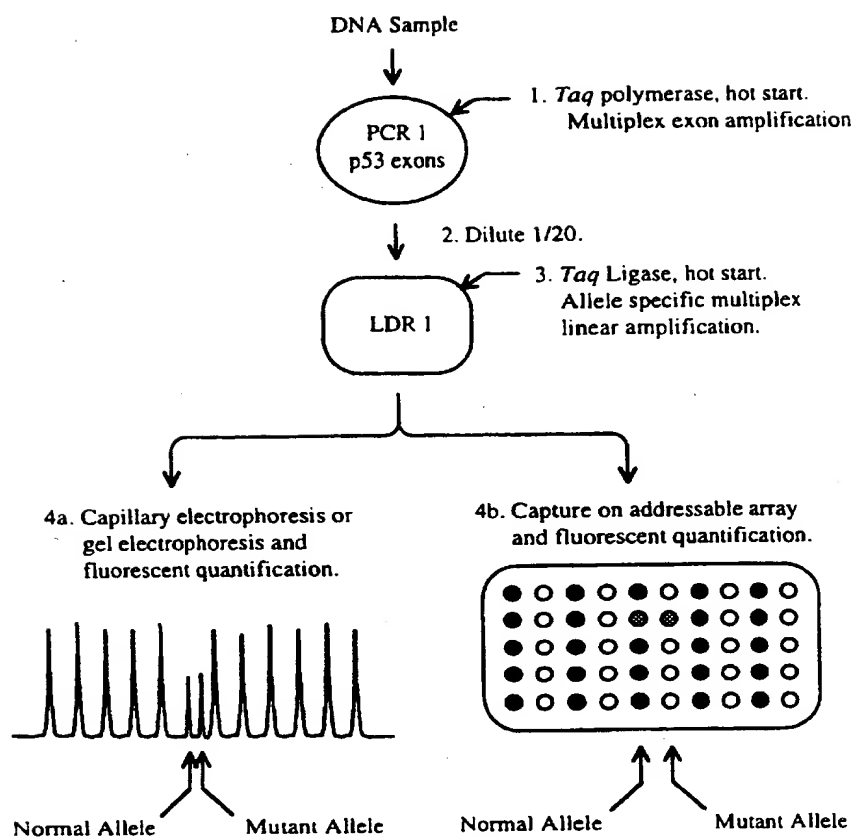 DNA Sample
1. Taq polymerase, hot start.
Multiplex exon amplification
PCR 1
p53 exons
2. Dilute 1/20.
3. Taq Ligase, hot start.
Allele specific multiplex
linear amplification.
LDR 1
4a. Capillary electrophoresis or
gel electrophoresis and
fluorescent quantification.
4b. Capture on addressable array
and fluorescent quantification.
Normal Allele
Mutant Allele
Normal Allele
Mutant Allele